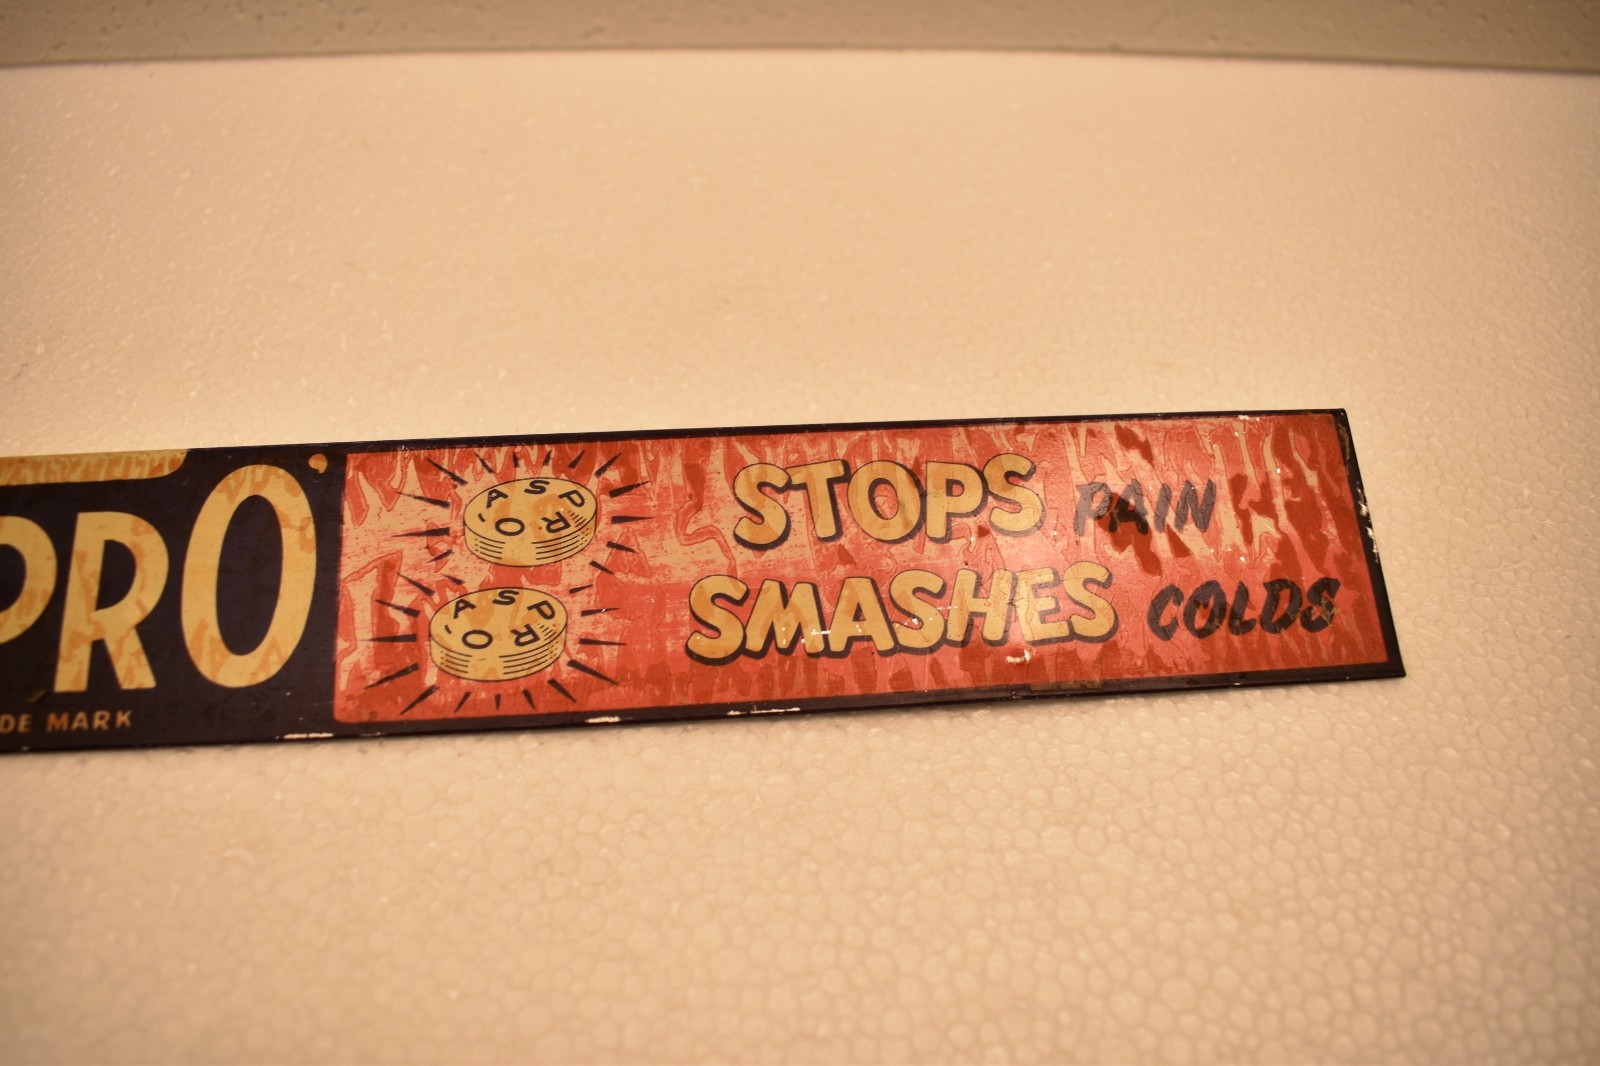 PRO'
DE MARK
ASPRO
ASPRO
STOPS PAIN
SMASHES COLDS